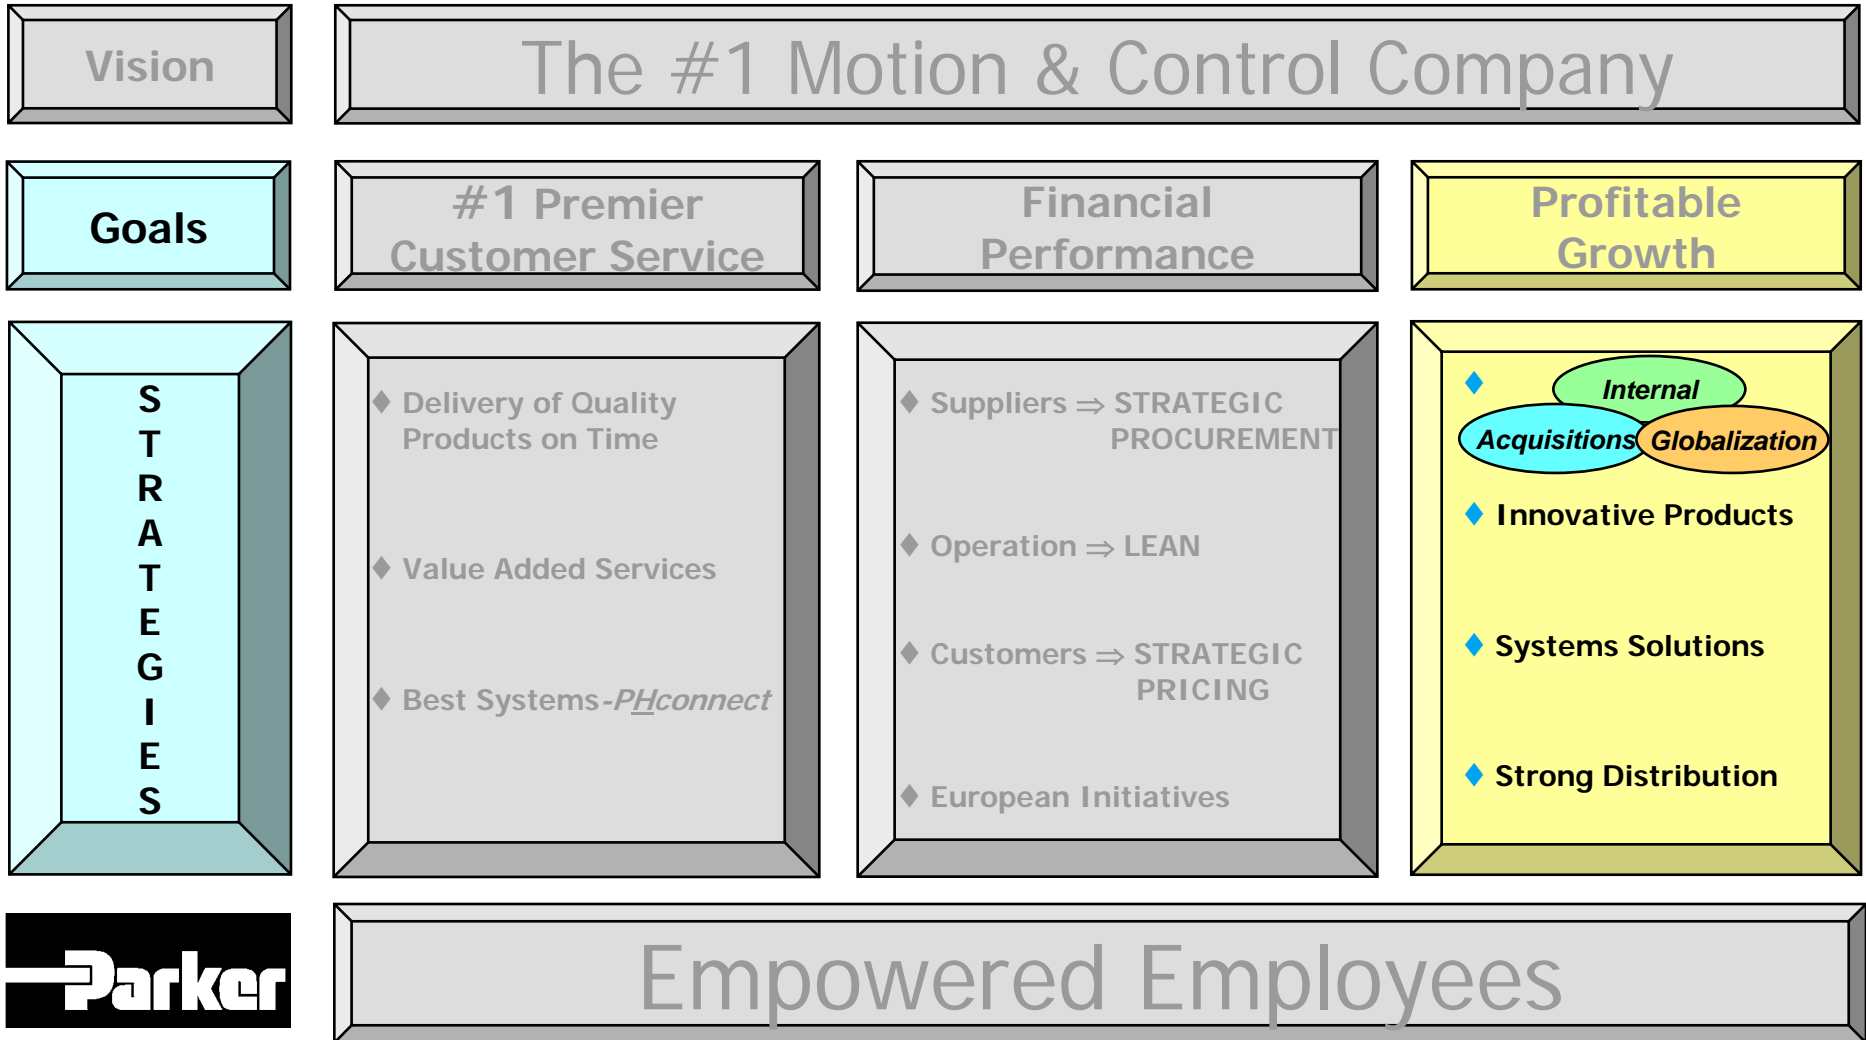 Vision
The #1 Motion & Control Company
Goals
#1 Premier
Customer Service
Financial
Performance
Profitable
Growth
STRATEGIES
♦ Delivery of Quality
Products on Time
♦ Value Added Services
♦ Best Systems-PHconnect
♦ Suppliers ⇒ STRATEGIC
PROCUREMENT
♦ Operation ⇒ LEAN
♦ Customers ⇒ STRATEGIC
PRICING
♦ European Initiatives
♦ Internal
Acquisitions Globalization
♦ Innovative Products
♦ Systems Solutions
♦ Strong Distribution
Parker
Empowered Employees